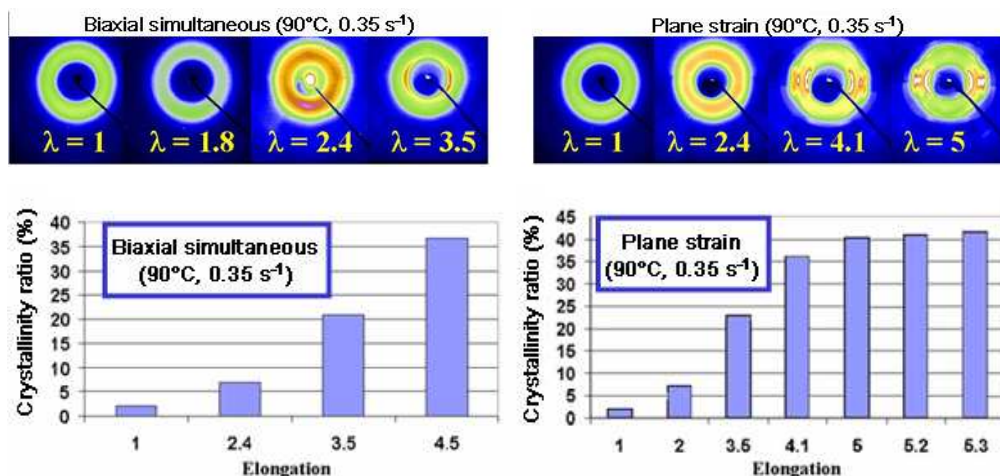 Biaxial simultaneous (90°C, 0.35 s-1)
λ = 1 λ = 1.8 λ = 2.4 λ = 3.5
Plane strain (90°C, 0.35 s-1)
λ = 1 λ = 2.4 λ = 4.1 λ = 5
Crystallinity ratio (%)
40
35
30
25
20
15
10
5
0
Biaxial simultaneous
(90°C, 0.35 s-1)
1 2.4 3.5 4.5
Elongation
Crystallinity ratio (%)
45
40
35
30
25
20
15
10
5
0
Plane strain
(90°C, 0.35 s-1)
1 2 3.5 4.1 5 5.2 5.3
Elongation